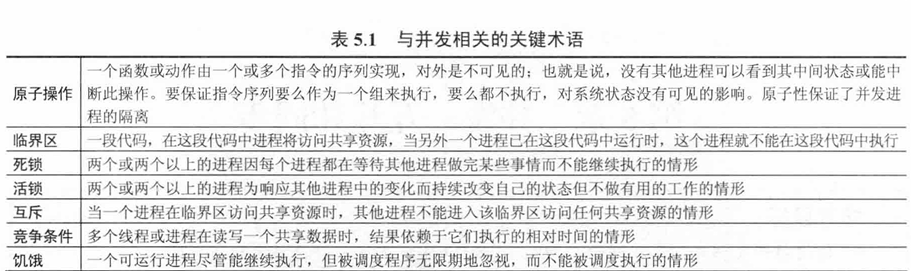 表 5.1 与并发相关的关键术语
一个函数或动作由一个或多个指令的序列实现，对外是不可见的；也就是说，没有其他进程可以看到其中间状态或能中
原子操作 断此操作。要保证指令序列要么作为一个组来执行，要么都不执行，对系统状态没有可见的影响。原子性保证了并发进
程的隔离
临界区 一段代码，在这段代码中进程将访问共享资源，当另外一个进程已在这段代码中运行时，这个进程就不能在这段代码中执行
死锁 两个或两个以上的进程因每个进程都在等待其他进程做完某些事情而不能继续执行的情形
活锁 两个或两个以上的进程为响应其他进程中的变化而持续改变自己的状态但不做有用的工作的情形
互斥 当一个进程在临界区访问共享资源时，其他进程不能进入该临界区访问任何共享资源的情形
竞争条件 多个线程或进程在读写一个共享数据时，结果依赖于它们执行的相对时间的情形
饥饿 一个可运行进程尽管能继续执行，但被调度程序无限期地忽视，而不能被调度执行的情形